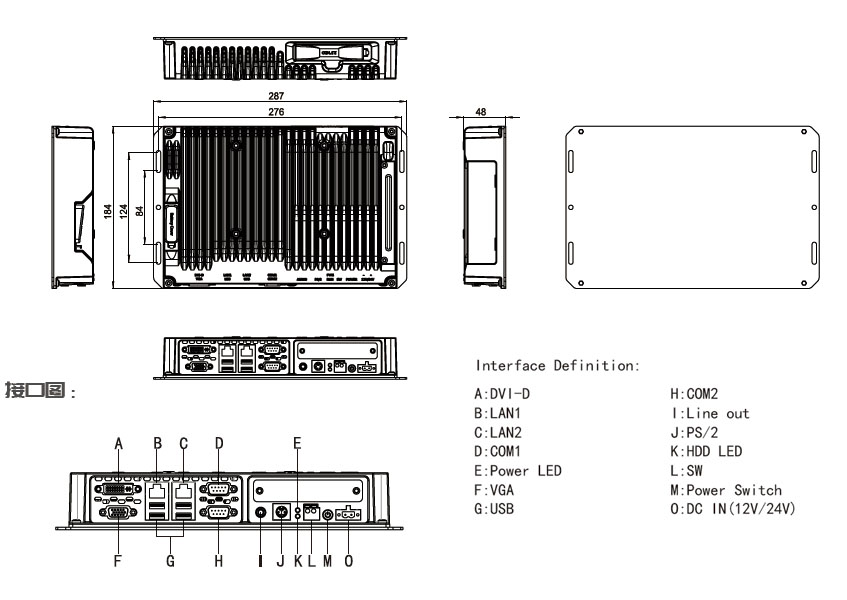 287
276
48
184
124
84
接口图：
Interface Definition:
A:DVI-D
B:LAN1
C:LAN2
D:COM1
E:Power LED
F:VGA
G:USB
H:COM2
I:Line out
J:PS/2
K:HDD LED
L:SW
M:Power Switch
O:DC IN(12V/24V)
A B C D E
F G H I J K L M O